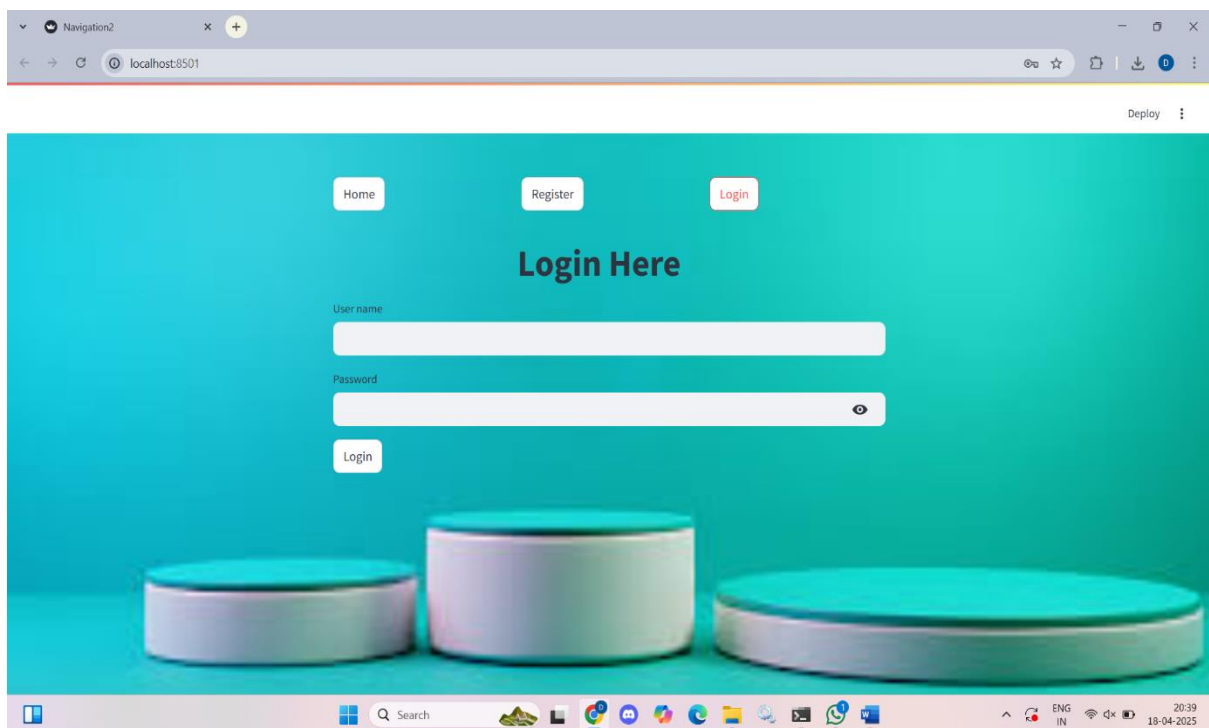 Navigation2
localhost:8501
D
Deploy
Home Register Login
Login Here
User name
Password
Login
Search
1
ENG
IN
20:39
18-04-2025